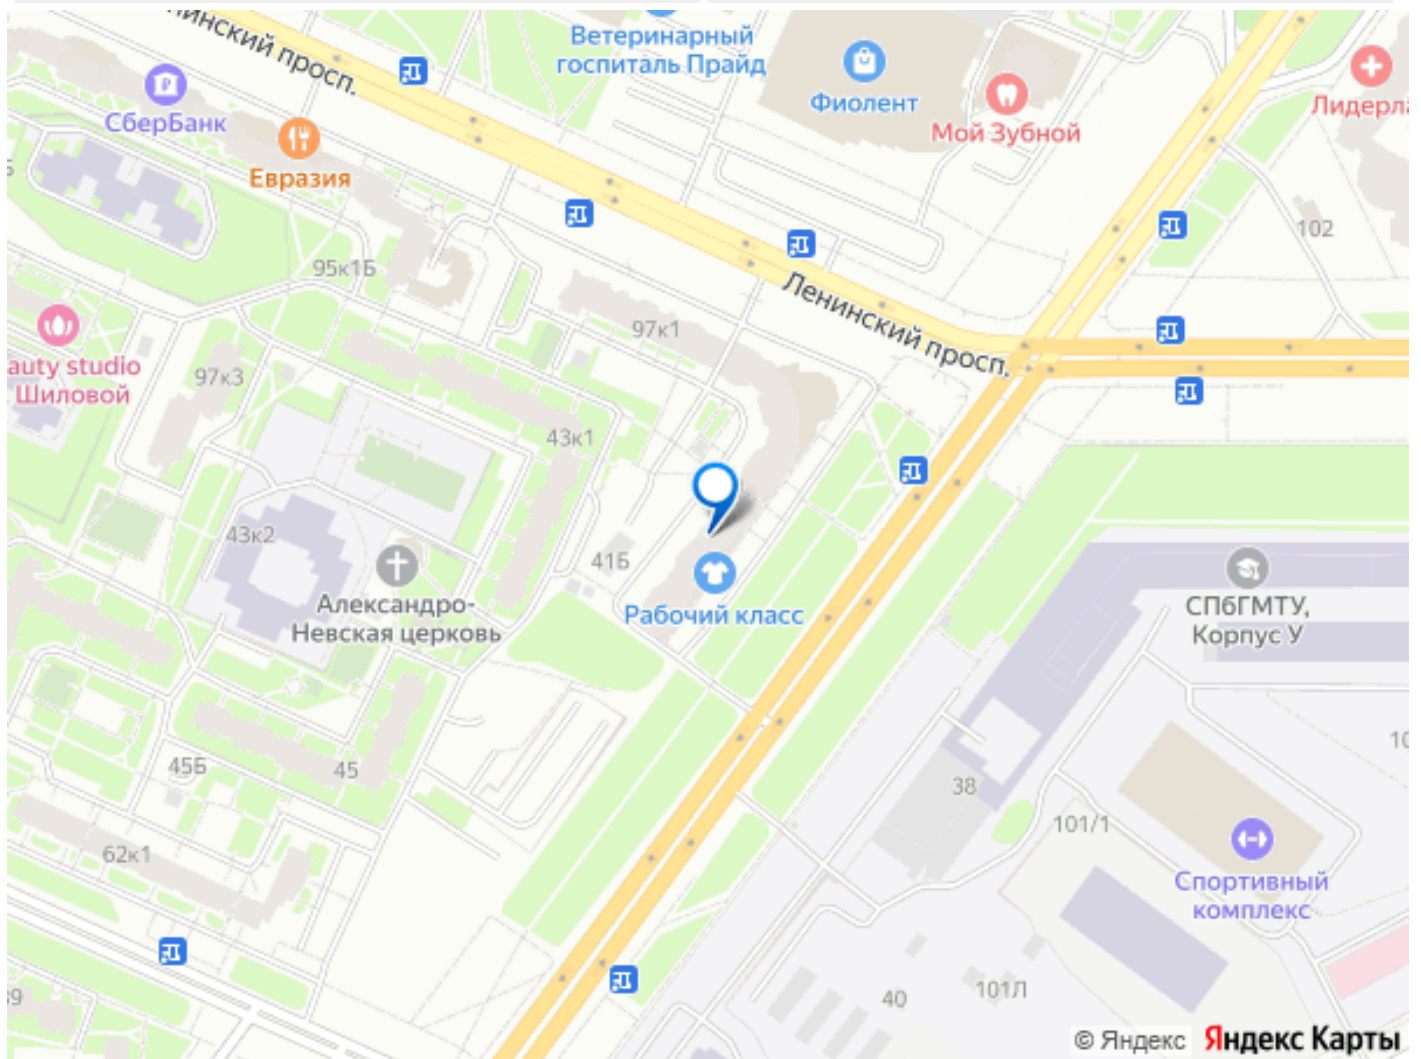 Ленинский просп.
Ветеринарный
госпиталь Прайд
Фиолент
Мой Зубной
СберБанк
Евразия
102
95к1Б
97к1
Ленинский просп.
auty studio
Шиловой
97к3
43к1
43к2
41Б
Александро-
Невская церковь
Рабочий класс
СПбГМТУ,
Корпус У
45Б
45
38
101/1
62к1
Спортивный
комплекс
40
101Л
© Яндекс Яндекс Карты